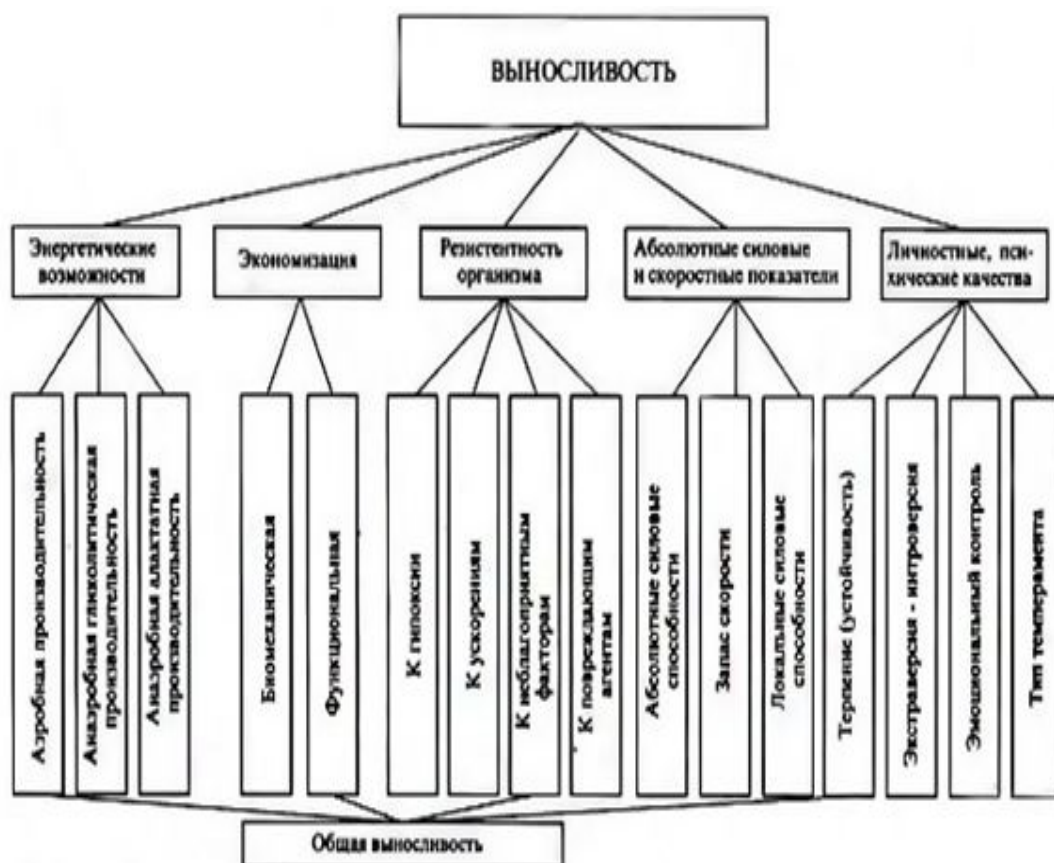 ВЫНОСЛИВОСТЬ
Энергетические
возможности
Экономизация
Резистентность
организма
Абсолютные силовые
и скоростные показатели
Личностные, пси-
хические качества
Аэробная производительность
Анаэробная гликолитическая
производительность
Анаэробная алактатная
производительность
Биомеханическая
Функциональная
К гипоксии
К ускорениям
К неблагоприятным
факторам
К повреждающим
агентам
Абсолютные силовые
способности
Запас скорости
Локальные силовые
способности
Терпение (устойчивость)
Экстраверсия - интроверсия
Эмоциональный контроль
Тип темперамента
Общая выносливость